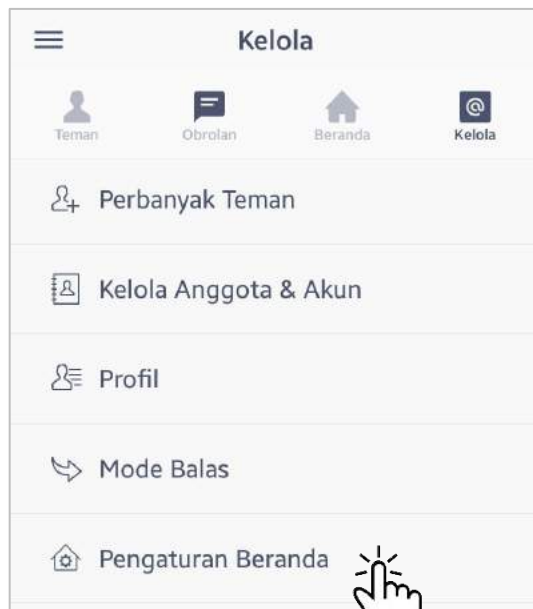 Kelola
Teman Obrolan Beranda Kelola
Perbanyak Teman
Kelola Anggota & Akun
Profil
Mode Balas
Pengaturan Beranda